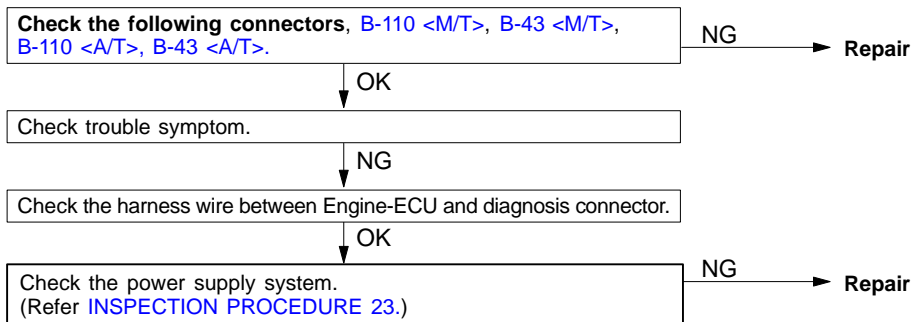 Check the following connectors, B-110 <M/T>, B-43 <M/T>,
B-110 <A/T>, B-43 <A/T>.
NG
Repair
OK
Check trouble symptom.
NG
Check the harness wire between Engine-ECU and diagnosis connector.
OK
Check the power supply system.
(Refer INSPECTION PROCEDURE 23.)
NG
Repair